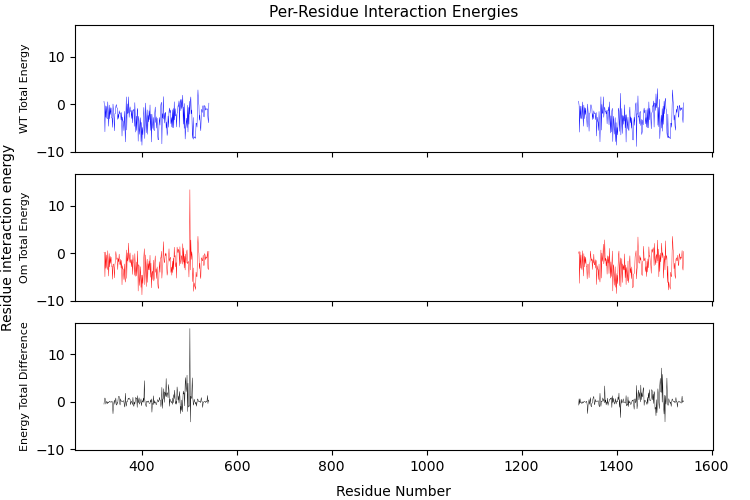 Per-Residue Interaction Energies
Residue interaction energy
WT Total Energy
10
0
−10
Om Total Energy
10
0
−10
Energy Total Difference
10
0
−10
400 600 800 1000 1200 1400 1600
Residue Number